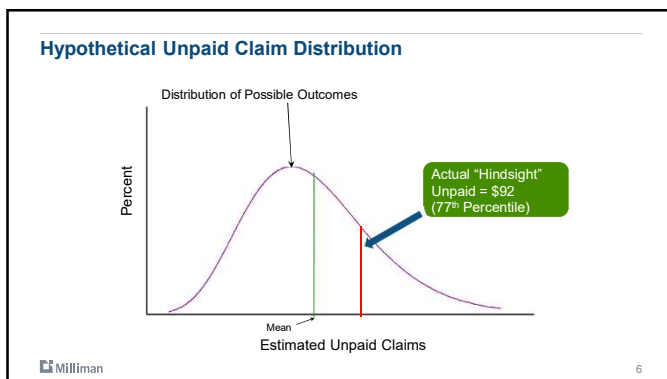 Hypothetical Unpaid Claim Distribution
Distribution of Possible Outcomes
Percent
Actual “Hindsight”
Unpaid = $92
(77th Percentile)
Mean
Estimated Unpaid Claims
Milliman
6